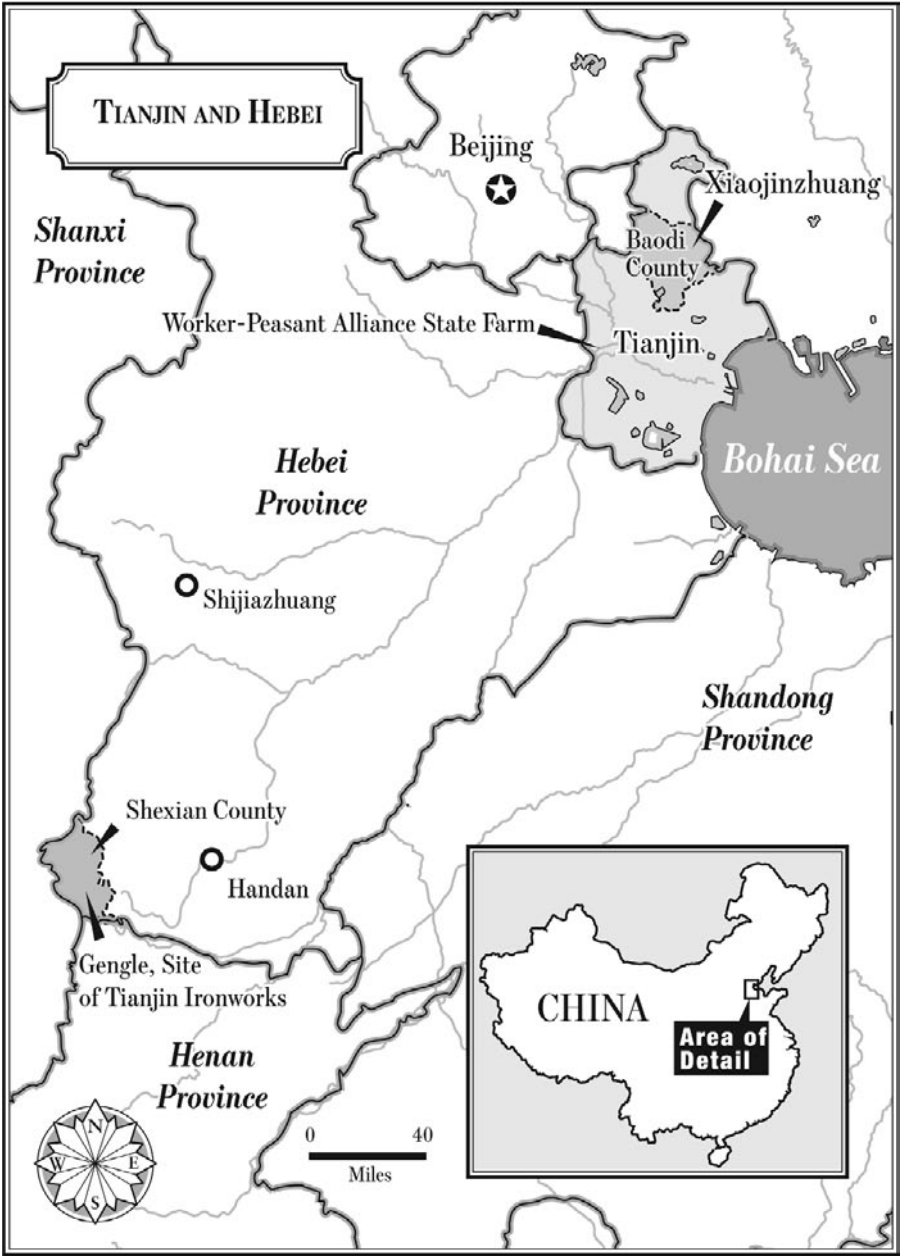 TIANJIN AND HEBEI
Beijing
Xiaojinzhuang
Shanxi
Province
Baodi
County
Worker-Peasant Alliance State Farm
Tianjin
Hebei
Province
Bohai Sea
Shijiazhuang
Shandong
Province
Shexian County
Handan
Gengle, Site
of Tianjin Ironworks
CHINA
Area of
Detail
Henan
Province
N
W
E
S
0
40
Miles